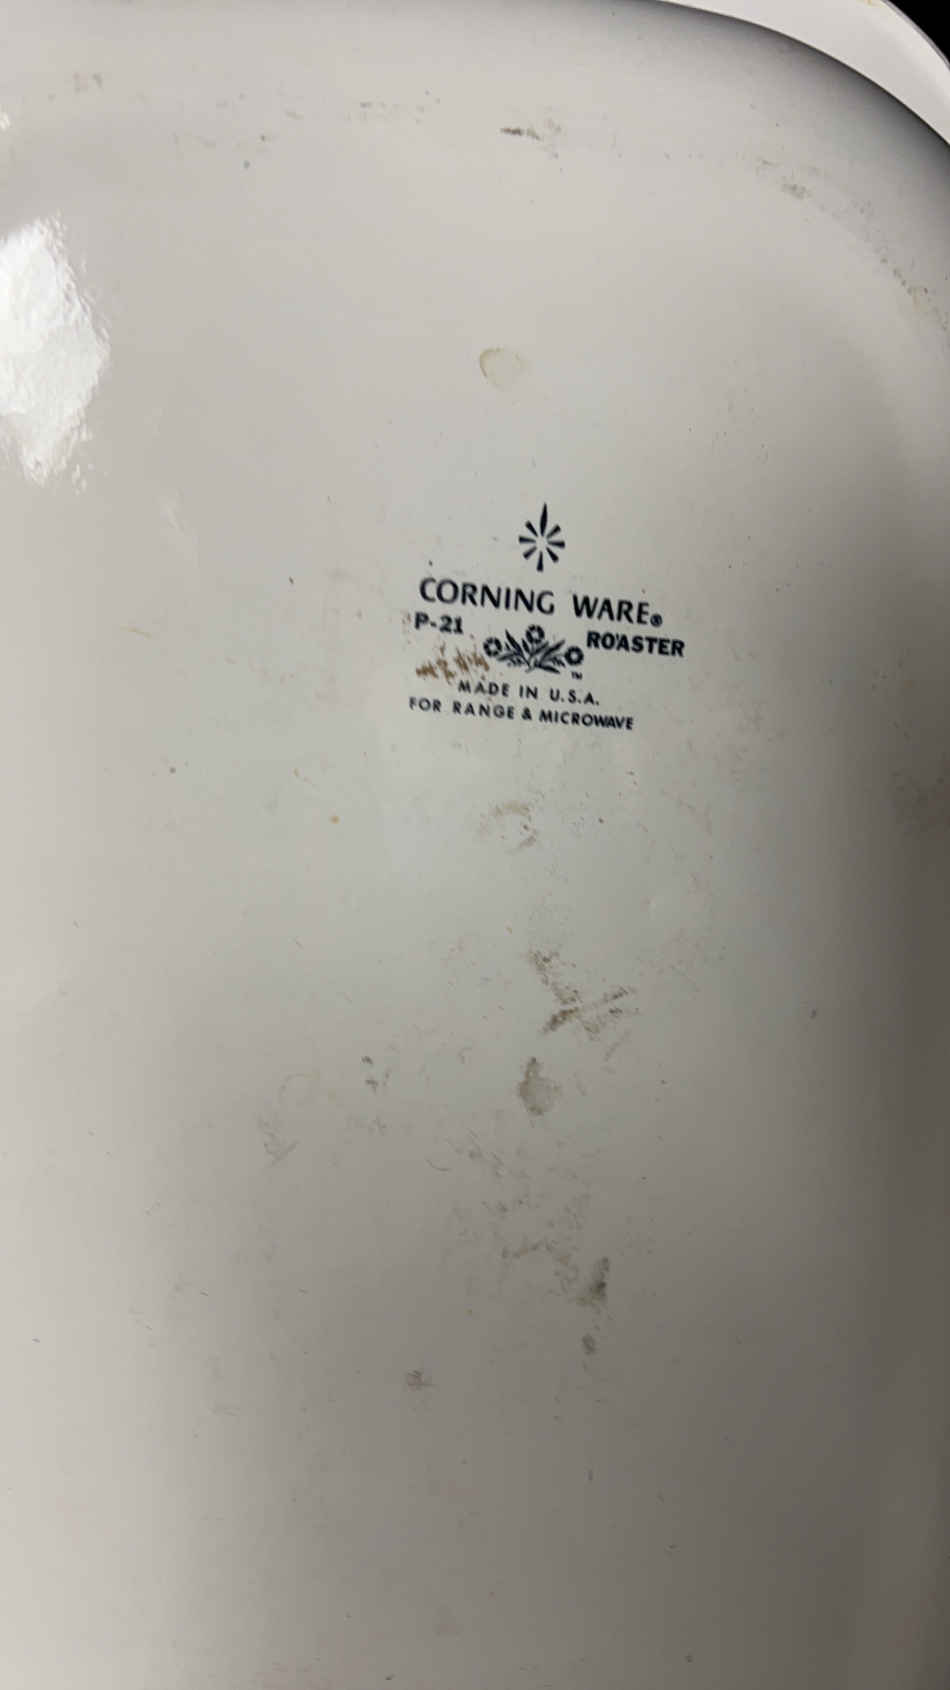 CORNING WARE®
P-21 ROASTER
TM
MADE IN U.S.A.
FOR RANGE & MICROWAVE